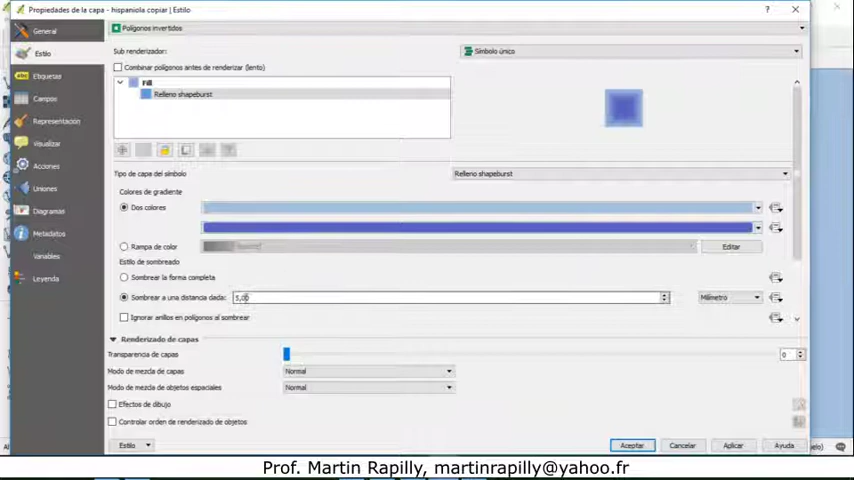 Propiedades de la capa - hispaniola copiar | Estilo
General
Polígonos invertidos
Estilo
Sub renderizador:
Símbolo único
Combinar polígonos antes de renderizar (lento)
Etiquetas
Fill
Relleno shapeburst
Campos
Representación
Visualizar
Acciones
Tipo de capa del símbolo
Relleno shapeburst
Uniones
Colores de gradiente
Diagramas
Dos colores
Metadatos
Rampa de color
Editar
Variables
Estilo de sombreado
Leyenda
Sombrear la forma completa
Sombrear a una distancia dada:
5,00
Milímetro
Ignorar anillos en polígonos al sombrear
Renderizado de capas
Transparencia de capas
0
Modo de mezcla de capas
Normal
Modo de mezcla de objetos espaciales
Normal
Efectos de dibujo
Controlar orden de renderizado de objetos
Estilo
Aceptar
Cancelar
Aplicar
Ayuda
Prof. Martin Rapilly, martinrapilly@yahoo.fr